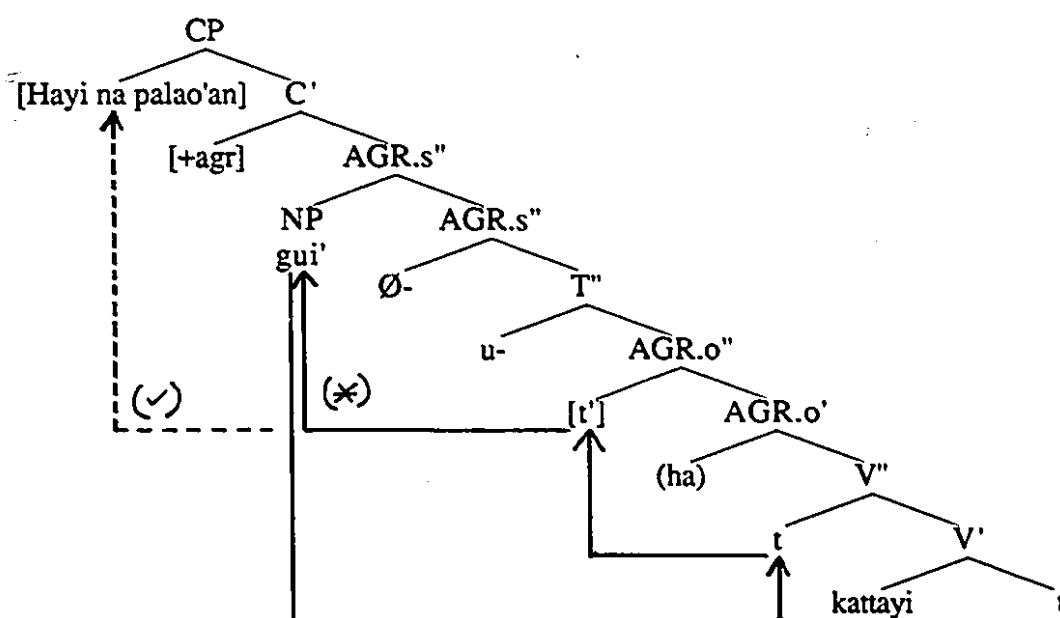 CP
[Hayi na palao'an] C'
[+agr] AGR.s"
NP AGR.s"
gui' Ø- T"
u- AGR.o"
(✓) (*) [t'] AGR.o'
(ha) V"
t V'
kattayi t